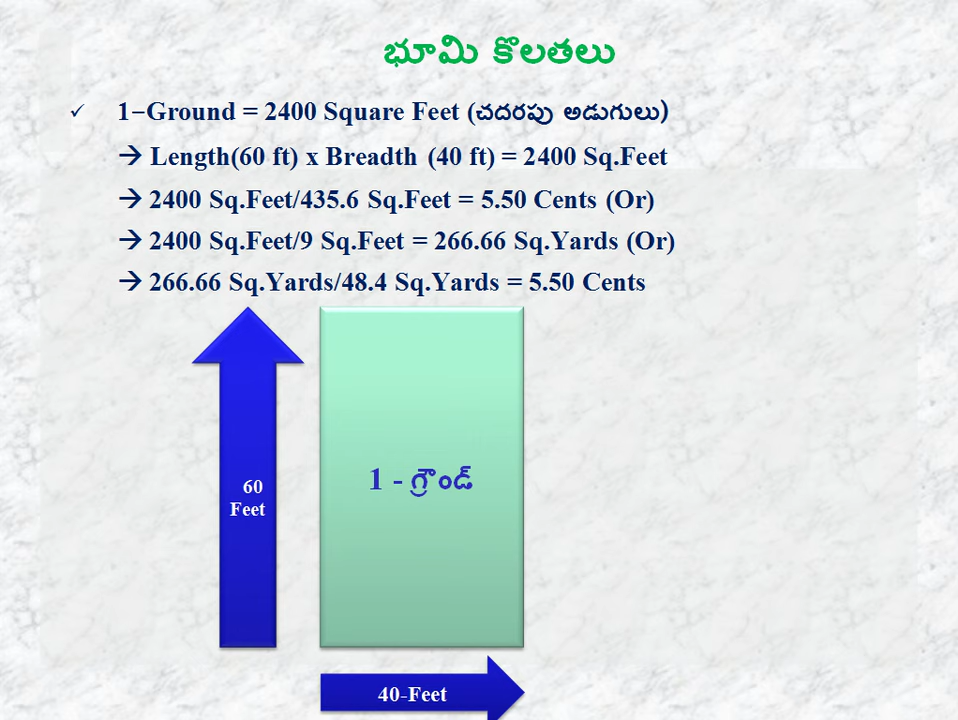 భూమి కొలతలు
✓ 1–Ground = 2400 Square Feet (చదరపు అడుగులు)
→ Length(60 ft) x Breadth (40 ft) = 2400 Sq.Feet
→ 2400 Sq.Feet/435.6 Sq.Feet = 5.50 Cents (Or)
→ 2400 Sq.Feet/9 Sq.Feet = 266.66 Sq.Yards (Or)
→ 266.66 Sq.Yards/48.4 Sq.Yards = 5.50 Cents
60
Feet
1 - గ్రౌండ్
40-Feet